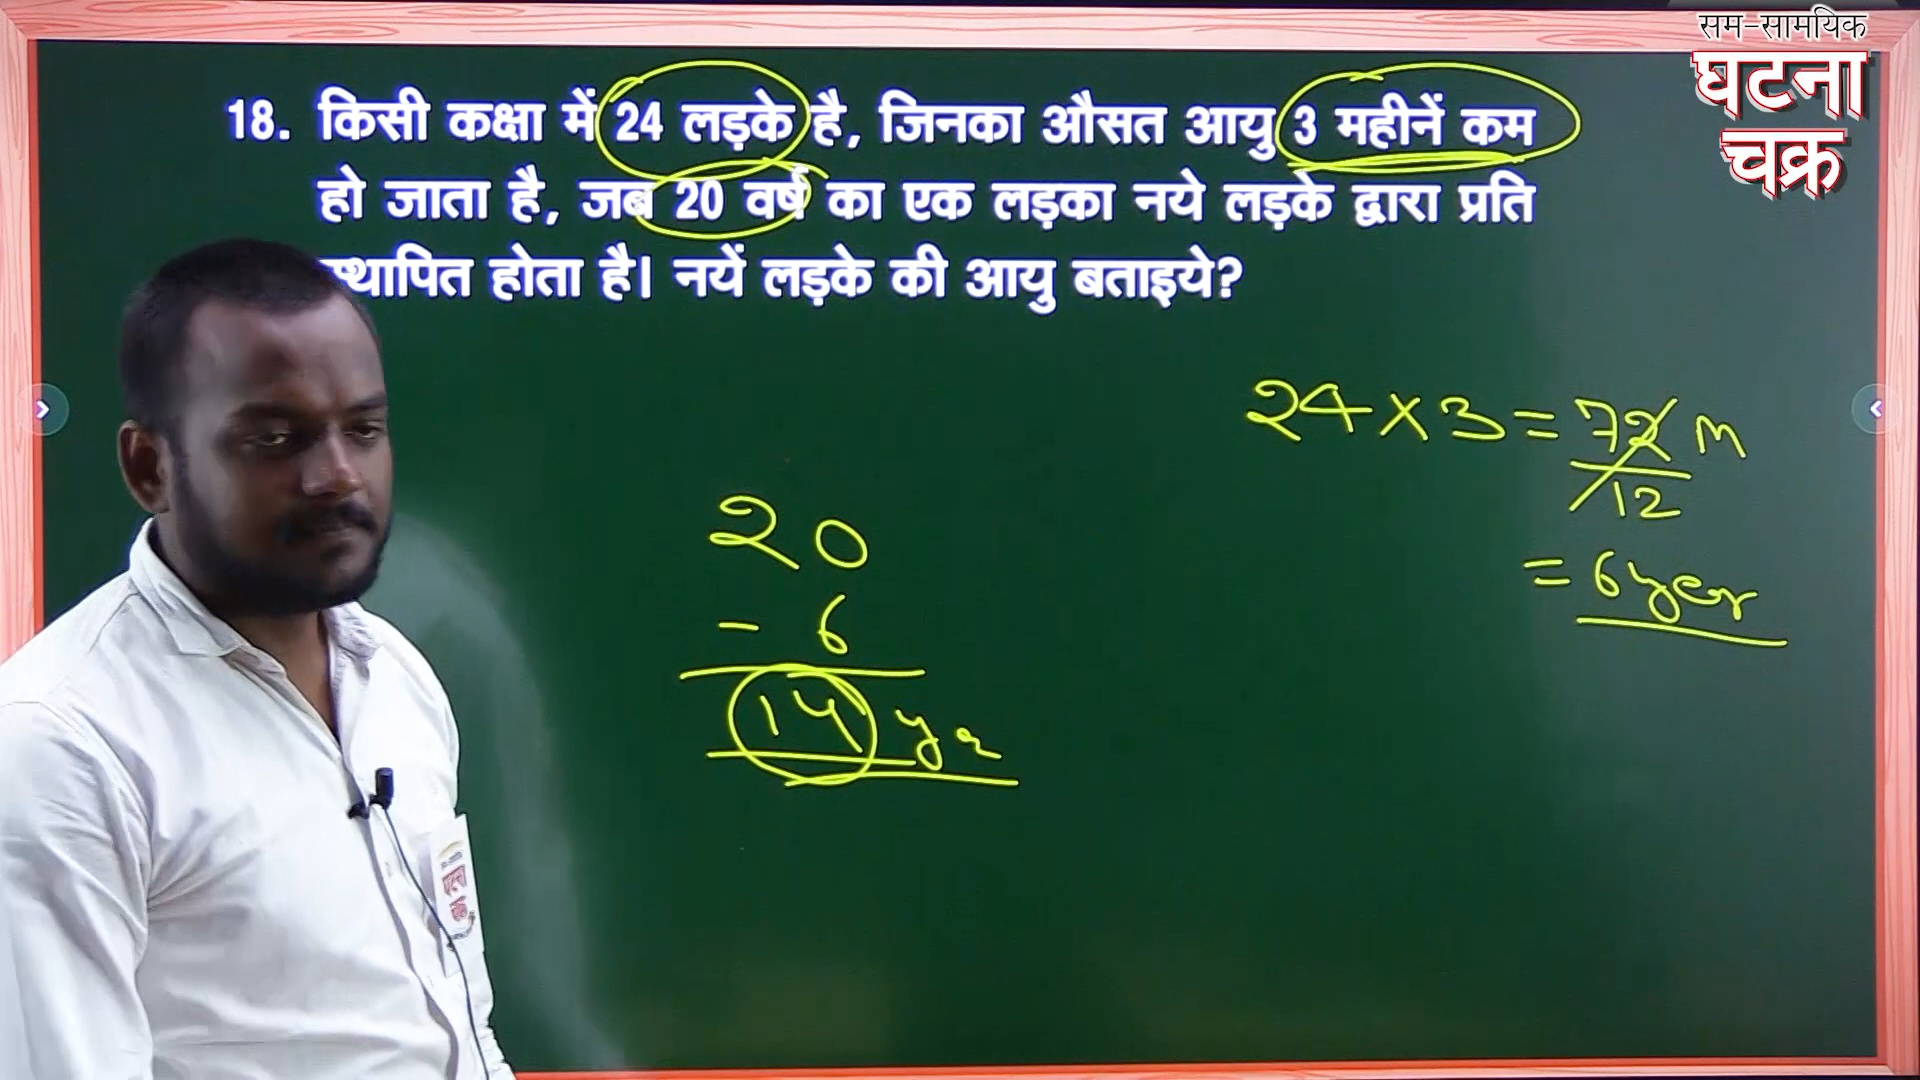 सम-सामयिक
घटना
चक्र
18. किसी कक्षा में 24 लड़के है, जिनका औसत आयु 3 महीनें कम
हो जाता है, जब 20 वर्ष का एक लड़का नये लड़के द्वारा प्रति
स्थापित होता है। नयें लड़के की आयु बताइये?
24 × 3 = 72 m
12
= 6 yer
20
- 6
14 yr